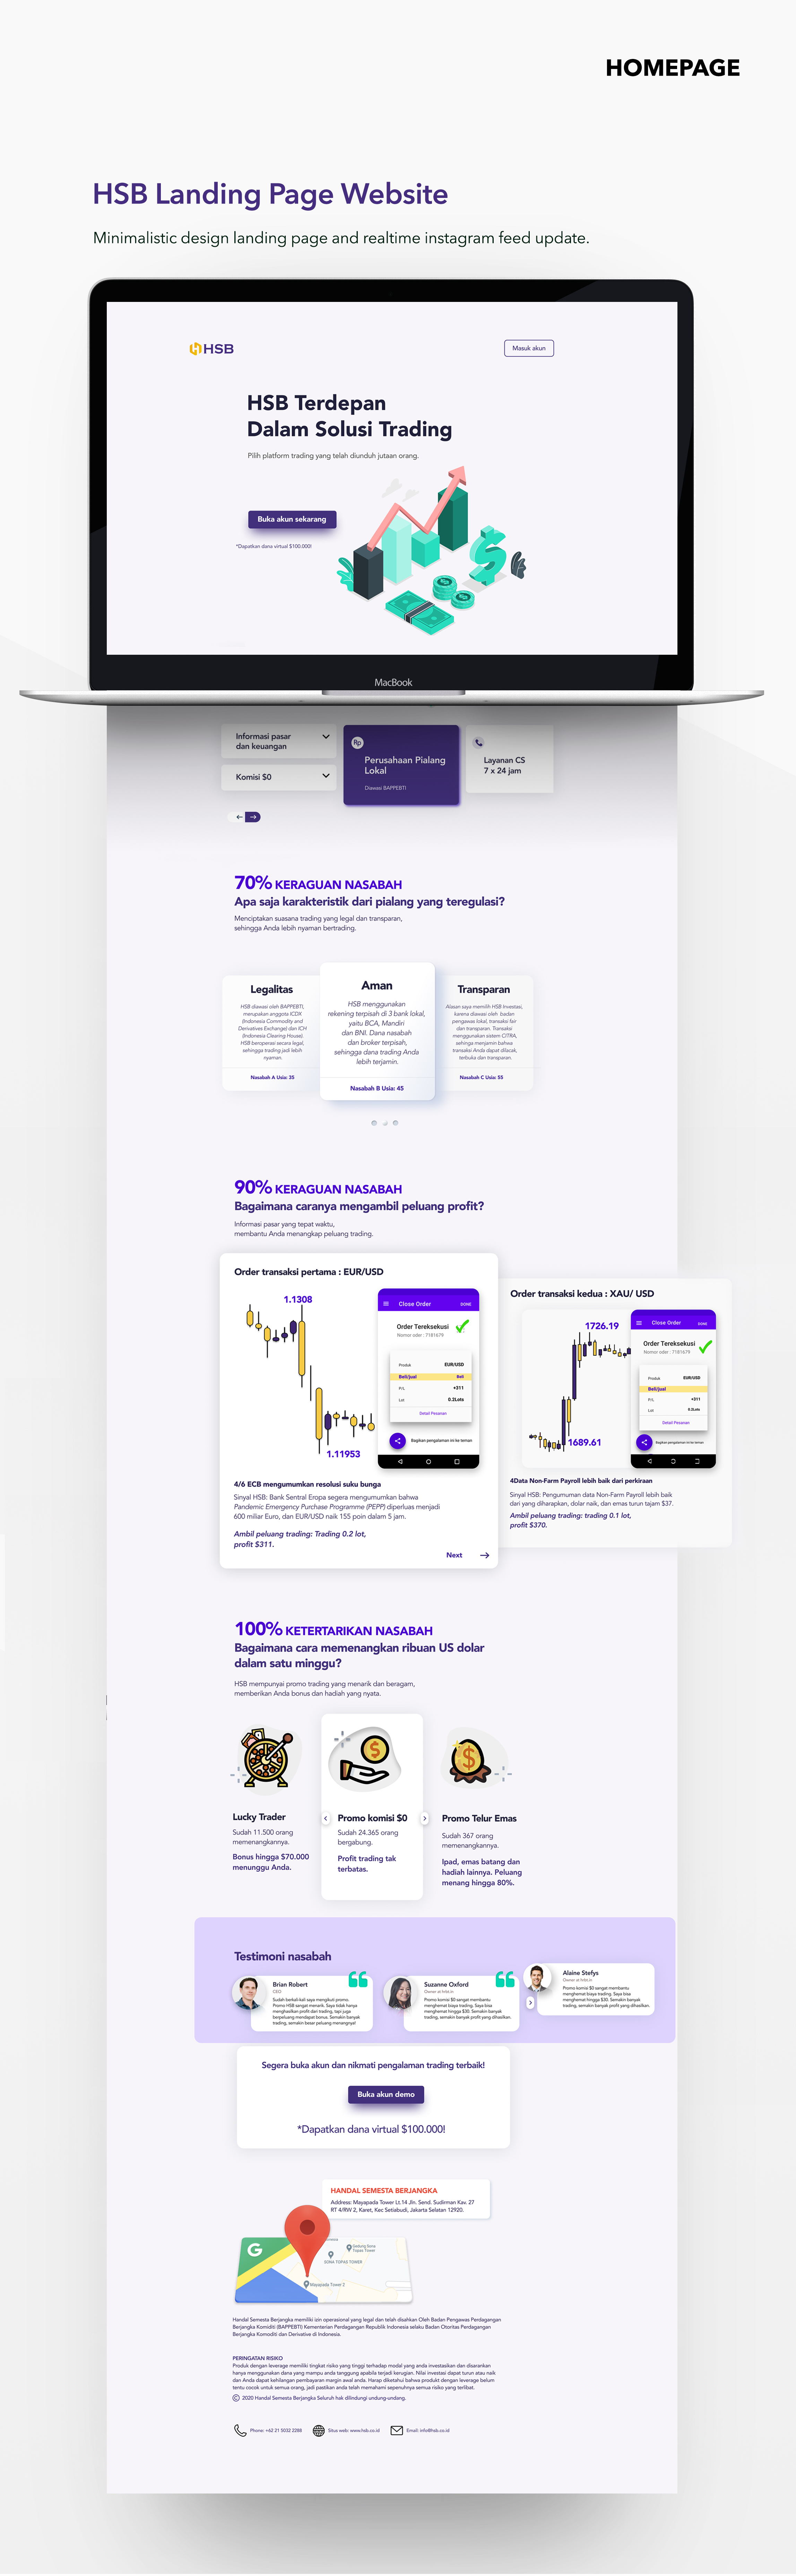 HOMEPAGE
HSB Landing Page Website
Minimalistic design landing page and realtime instagram feed update.
HSB
Masuk akun
HSB Terdepan
Dalam Solusi Trading
Pilih platform trading yang telah diunduh jutaan orang.
Buka akun sekarang
*Dapatkan dana virtual $100.000!
MacBook
Informasi pasar
dan keuangan
Komisi $0
Rp
Perusahaan Pialang
Lokal
Diawasi BAPPEBTI
Layanan CS
7 x 24 jam
70% KERAGUAN NASABAH
Apa saja karakteristik dari pialang yang teregulasi?
Menciptakan suasana trading yang legal dan transparan,
sehingga Anda lebih nyaman bertrading.
Legalitas
HSB diawasi oleh BAPPEBTI,
merupakan anggota ICDX
(Indonesia Commodity and
Derivatives Exchange) dan ICH
(Indonesia Clearing House)
HSB beroperasi secara legal,
sehingga trading jadi lebih
nyaman.
Nasabah A Usia: 35
Aman
HSB menggunakan
rekening terpisah di 3 bank lokal,
yaitu BCA, Mandiri
dan BNI. Dana nasabah
dan broker terpisah,
sehingga dana trading Anda
lebih terjamin.
Nasabah B Usia: 45
Transparan
Alasan saya memilih HSB Investasi,
karena diawasi oleh badan
pengawas lokal, transaksi fair
dan transparan. Transaksi
menggunakan sistem CiTRA,
sehinga menjamin bahwa
transaksi Anda dapat dilacak,
terbuka dan transparan.
Nasabah C Usia: 55
90% KERAGUAN NASABAH
Bagaimana caranya mengambil peluang profit?
Informasi pasar yang tepat waktu,
membantu Anda menangkap peluang trading.
Order transaksi pertama : EUR/USD
1.1308
1.11953
Close Order
DONE
Order Tereksekusi
Nomor oder : 7181679
Produk EUR/USD
Beli/jual Beli
P/L +311
Lot 0.2Lots
Detail Pesanan
Bagikan pengalaman ini ke teman
4/6 ECB mengumumkan resolusi suku bunga
Sinyal HSB: Bank Sentral Eropa segera mengumumkan bahwa
Pandemic Emergency Purchase Programme (PEPP) diperluas menjadi
600 miliar Euro, dan EUR/USD naik 155 poin dalam 5 jam.
Ambil peluang trading: Trading 0.2 lot,
profit $311.
Next
Order transaksi kedua : XAU/ USD
1726.19
1689.61
Close Order
DONE
Order Tereksekusi
Nomor oder : 7181679
Produk EUR/USD
Beli/jual
P/L +311
Lot 0.2Lots
Detail Pesanan
Bagikan pengalaman ini ke teman
4Data Non-Farm Payroll lebih baik dari perkiraan
Sinyal HSB: Pengumuman data Non-Farm Payroll lebih baik
dari yang diharapkan, dolar naik, dan emas turun tajam $37.
Ambil peluang trading: trading 0.1 lot,
profit $370.
100% KETERTARIKAN NASABAH
Bagaimana cara memenangkan ribuan US dolar
dalam satu minggu?
HSB mempunyai promo trading yang menarik dan beragam,
memberikan Anda bonus dan hadiah yang nyata.
Lucky Trader
Sudah 11.500 orang
memenangkannya.
Bonus hingga $70.000
menunggu Anda.
Promo komisi $0
Sudah 24.365 orang
bergabung.
Profit trading tak
terbatas.
Promo Telur Emas
Sudah 367 orang
memenangkannya.
Ipad, emas batang dan
hadiah lainnya. Peluang
menang hingga 80%.
Testimoni nasabah
Brian Robert
CEO
Sudah berkali-kali saya mengikuti promo.
Promo HSB sangat menarik. Saya tidak hanya
menghasilkan profit dari trading, tapi juga
berpeluang mendapat bonus. Semakin banyak
trading, semakin besar peluang menangnya!
Suzanne Oxford
Owner at hritz.in
Promo komisi $0 sangat membantu
menghemat biaya trading. Saya bisa
menghemat hingga $30. Semakin banyak
trading, semakin banyak profit yang dihasilkan.
Alaine Stefys
Owner at hritz.in
Promo komisi $0 sangat membantu
menghemat biaya trading. Saya bisa
menghemat hingga $30. Semakin banyak
trading, semakin banyak profit yang dihasilkan.
Segera buka akun dan nikmati pengalaman trading terbaik!
Buka akun demo
*Dapatkan dana virtual $100.000!
HANDAL SEMESTA BERJANGKA
Address: Mayapada Tower Lt.14 Jln. Send. Sudirman Kav. 27
RT 4/RW 2, Karet, Kec Setiabudi, Jakarta Selatan 12920.
G
Gedung Sona
Topas Tower
SONA TOPAS TOWER
Mayapada Tower 2
Handal Semesta Berjangka memiliki izin operasional yang legal dan telah disahkan Oleh Badan Pengawas Perdagangan
Berjangka Komiditi (BAPPEBTI) Kementerian Perdagangan Republik Indonesia selaku Badan Otoritas Perdagangan
Berjangka Komoditi dan Derivative di Indonesia.
PERINGATAN RISIKO
Produk dengan leverage memiliki tingkat risiko yang tinggi terhadap modal yang anda investasikan dan disarankan
hanya menggunakan dana yang mampu anda tanggung apabila terjadi kerugian. Nilai investasi dapat turun atau naik
dan Anda dapat kehilangan pembayaran margin awal anda. Harap diketahui bahwa produkt dengan leverage belum
tentu cocok untuk semua orang, jadi pastikan anda telah memahami sepenuhnya semua risiko yang terlibat.
© 2020 Handal Semesta Berjangka Seluruh hak dilindungi undung-undang.
Phone: +62 21 5032 2288
Situa web: www.hsb.co.id
Email: info@hsb.co.id